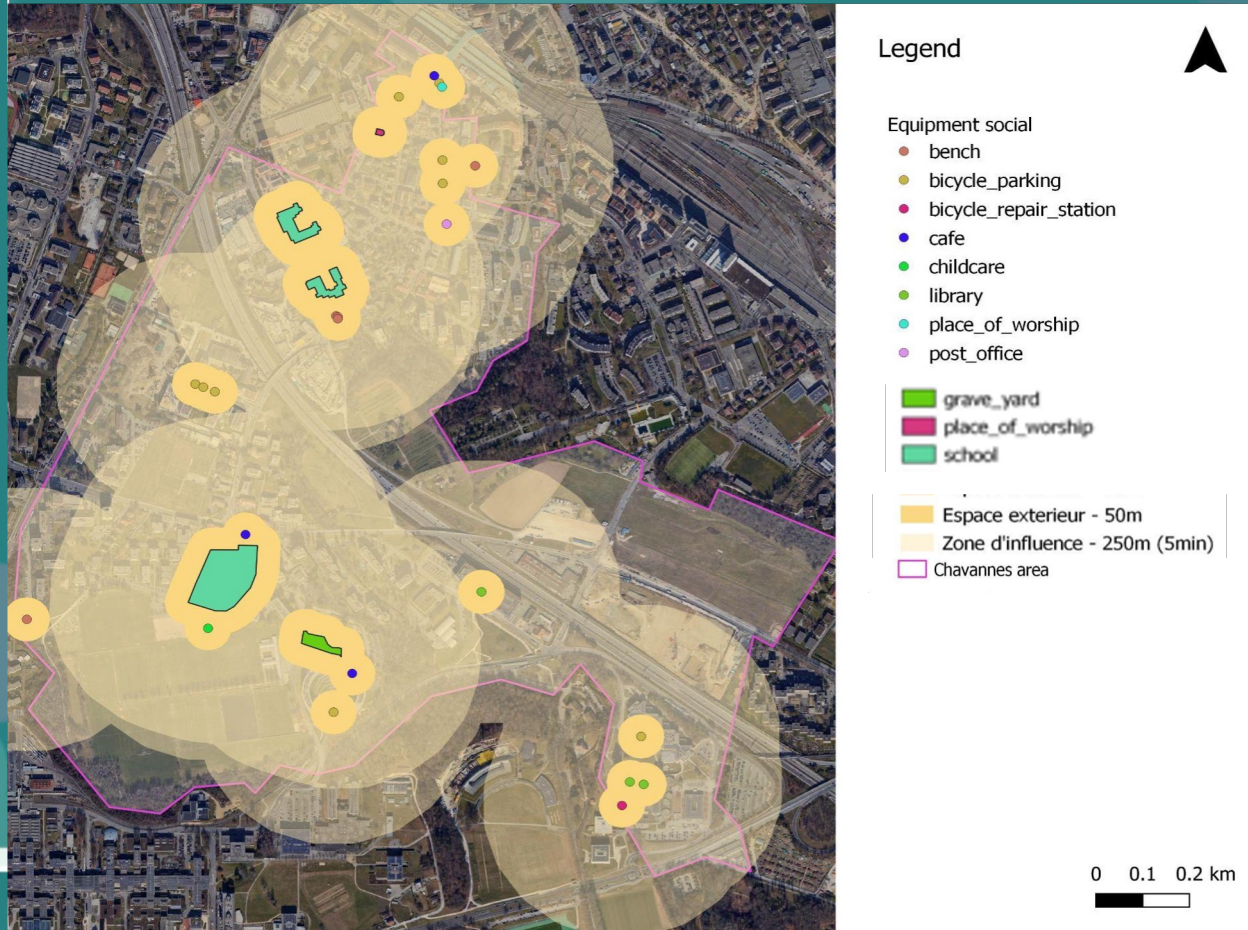 Legend
Equipment social
bench
bicycle_parking
bicycle_repair_station
cafe
childcare
library
place_of_worship
post_office
grave_yard
place_of_worship
school
Espace exterieur - 50m
Zone d'influence - 250m (5min)
Chavannes area
0 0.1 0.2 km